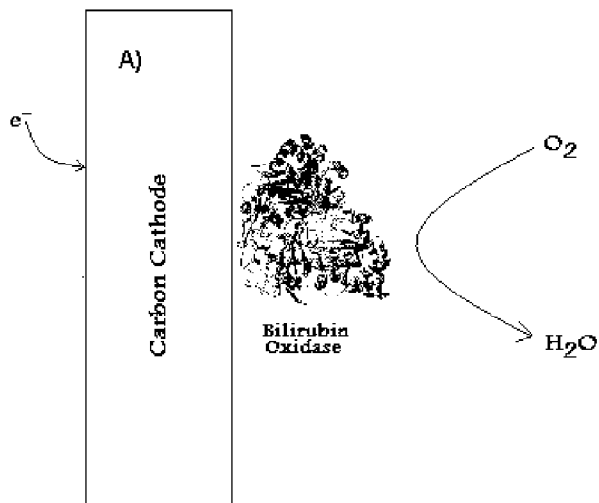 A)
e⁻
O₂
Carbon Cathode
Bilirubin
Oxidase
H₂O